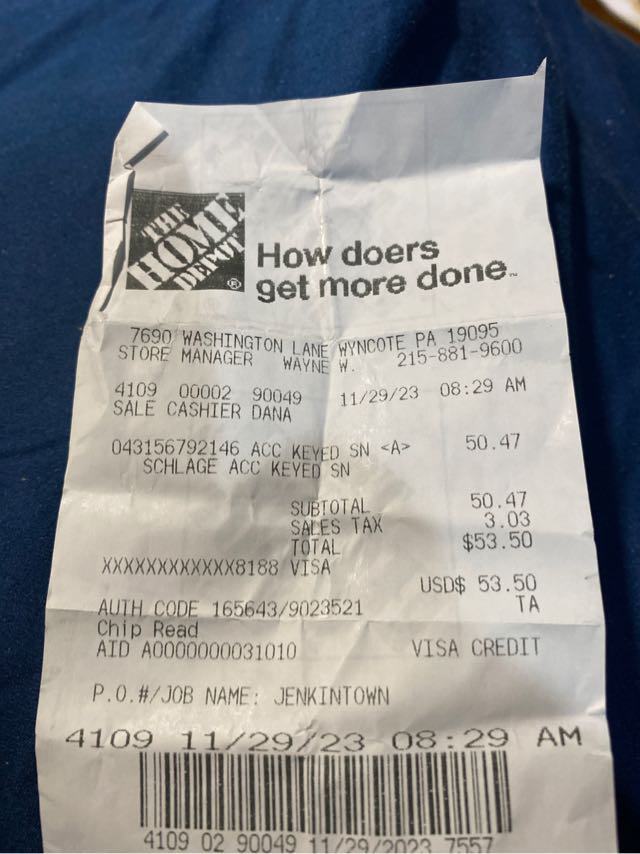 THE
HOME
DEPOT
®
How doers
get more done™
7690 WASHINGTON LANE WYNCOTE PA 19095
STORE MANAGER WAYNE W. 215-881-9600
4109 00002 90049 11/29/23 08:29 AM
SALE CASHIER DANA
043156792146 ACC KEYED SN <A> 50.47
SCHLAGE ACC KEYED SN
SUBTOTAL 50.47
SALES TAX 3.03
TOTAL $53.50
XXXXXXXXXXXX8188 VISA
USD$ 53.50
AUTH CODE 165643/9023521 TA
Chip Read
AID A0000000031010 VISA CREDIT
P.O.#/JOB NAME: JENKINTOWN
4109 11/29/23 08:29 AM
4109 02 90049 11/29/2023 7557